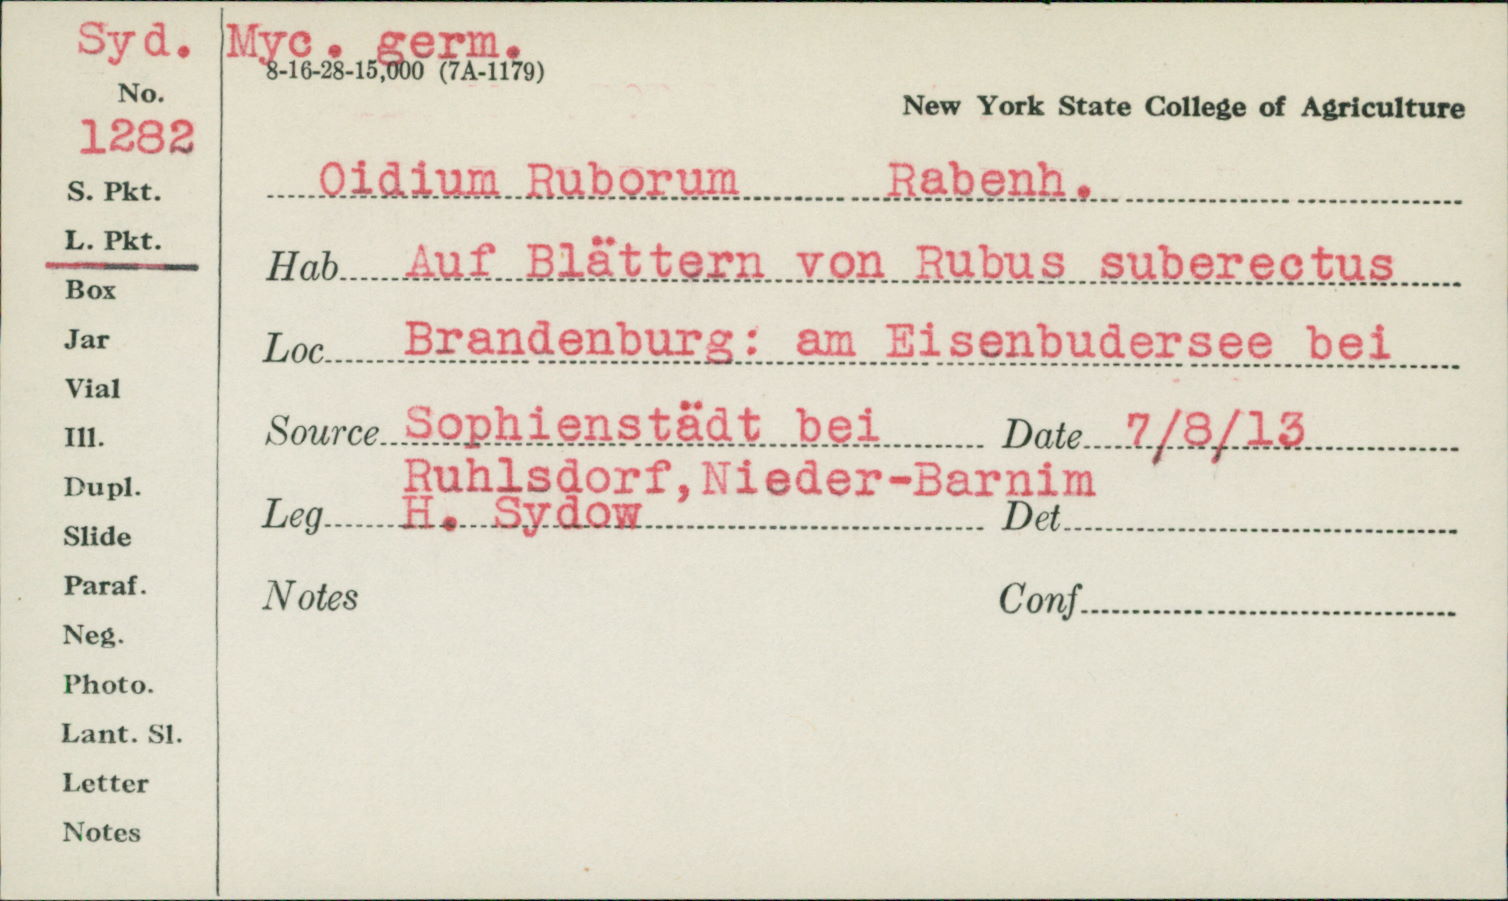 Syd. Myc. germ.
8-16-28-15,000 (7A-1179)
No.
1282
New York State College of Agriculture
S. Pkt.
L. Pkt.
Box
Jar
Vial
Ill.
Dupl.
Slide
Paraf.
Neg.
Photo.
Lant. Sl.
Letter
Notes
Oidium Ruborum Rabenh.
Hab. Auf Blättern von Rubus suberectus
Loc. Brandenburg: am Eisenbudersee bei
Source Sophienstädt bei Date 7/8/13
Ruhlsdorf,Nieder-Barnim
Leg. H. Sydow Det.
Notes Conf.